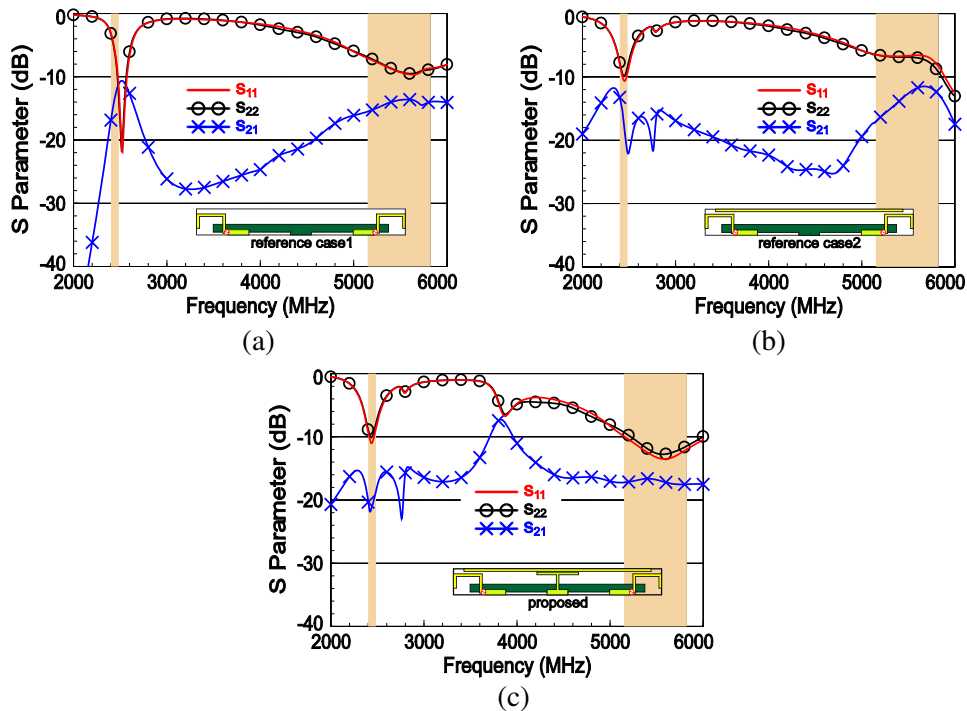 S Parameter (dB)
0
-10
-20
-30
-40
S11
S22
S21
reference case1
2000 3000 4000 5000 6000
Frequency (MHz)
(a)
S Parameter (dB)
0
-10
-20
-30
-40
S11
S22
S21
reference case2
2000 3000 4000 5000 6000
Frequency (MHz)
(b)
S Parameter (dB)
0
-10
-20
-30
-40
S11
S22
S21
proposed
2000 3000 4000 5000 6000
Frequency (MHz)
(c)